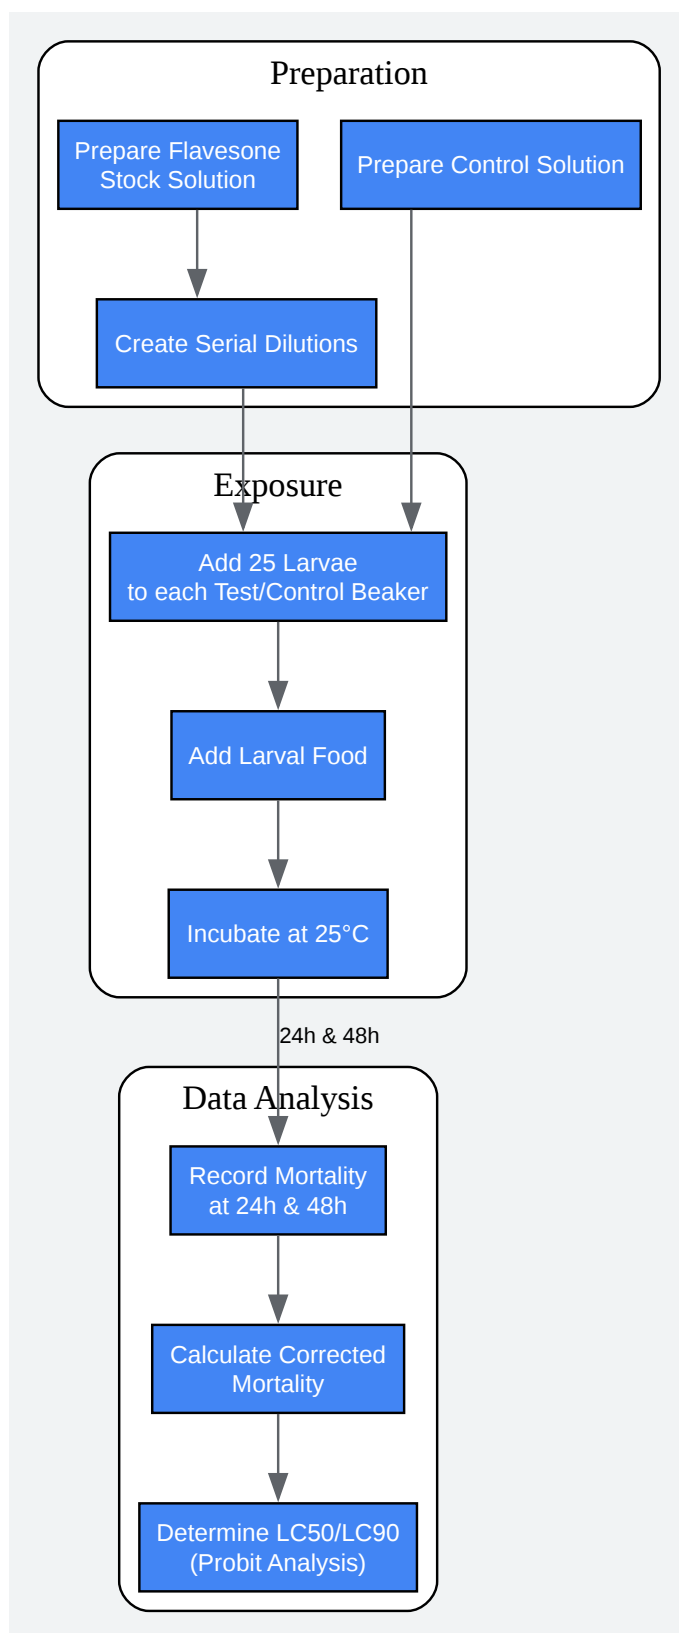 Preparation
Prepare Flavesone
Stock Solution
Prepare Control Solution
Create Serial Dilutions
Exposure
Add 25 Larvae
to each Test/Control Beaker
Add Larval Food
Incubate at 25°C
24h & 48h
Data Analysis
Record Mortality
at 24h & 48h
Calculate Corrected
Mortality
Determine LC50/LC90
(Probit Analysis)